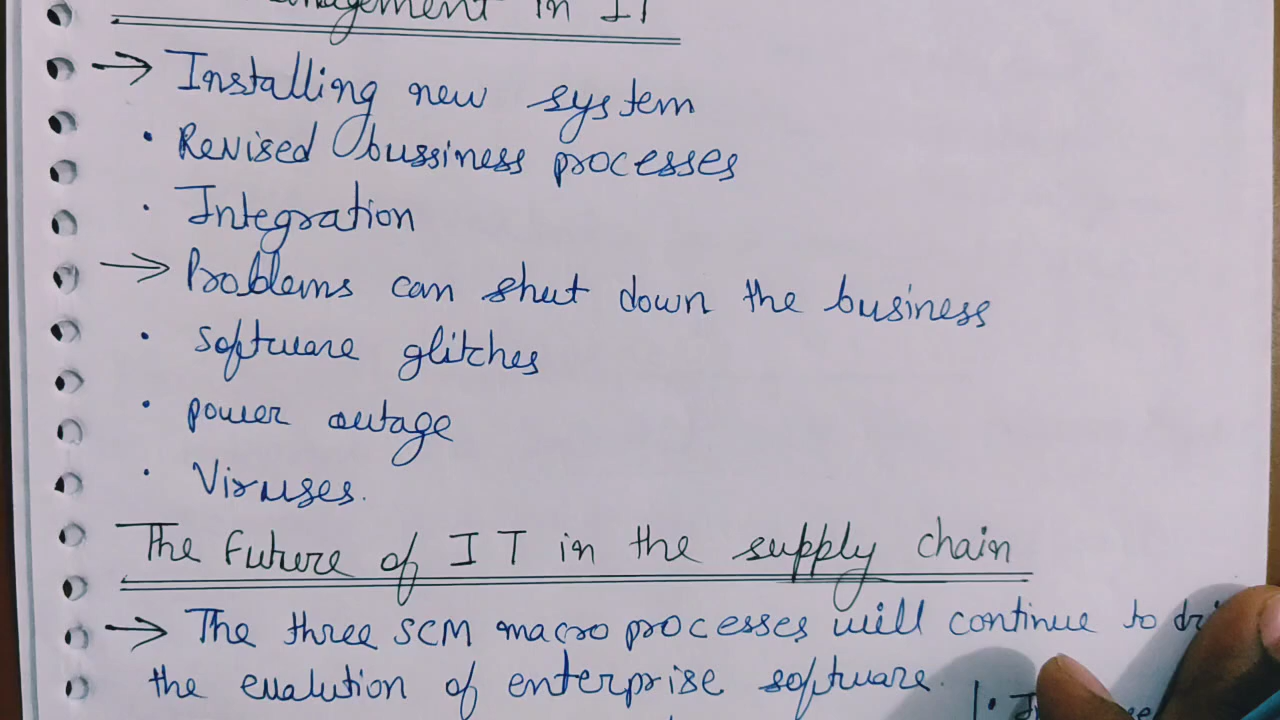 in IT
→ Installing new system
• Revised bussiness processes
• Integration
→ Problems can shut down the business
• software glitches
• power outage
• Viruses.
The Future of IT in the supply chain
→ The three SCM macro processes will continue to
the evalution of enterprise software.